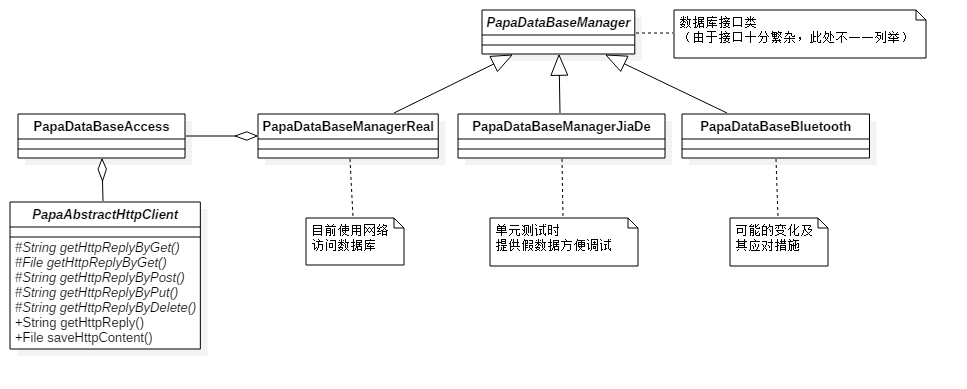 PapaDataBaseManager
数据库接口类
（由于接口十分繁杂，此处不一一列举）
PapaDataBaseAccess
PapaDataBaseManagerReal
PapaDataBaseManagerJiaDe
PapaDataBaseBluetooth
PapaAbstractHttpClient
#String getHttpReplyByGet()
#File getHttpReplyByGet()
#String getHttpReplyByPost()
#String getHttpReplyByPut()
#String getHttpReplyByDelete()
+String getHttpReply()
+File saveHttpContent()
目前使用网络
访问数据库
单元测试时
提供假数据方便调试
可能的变化及
其应对措施